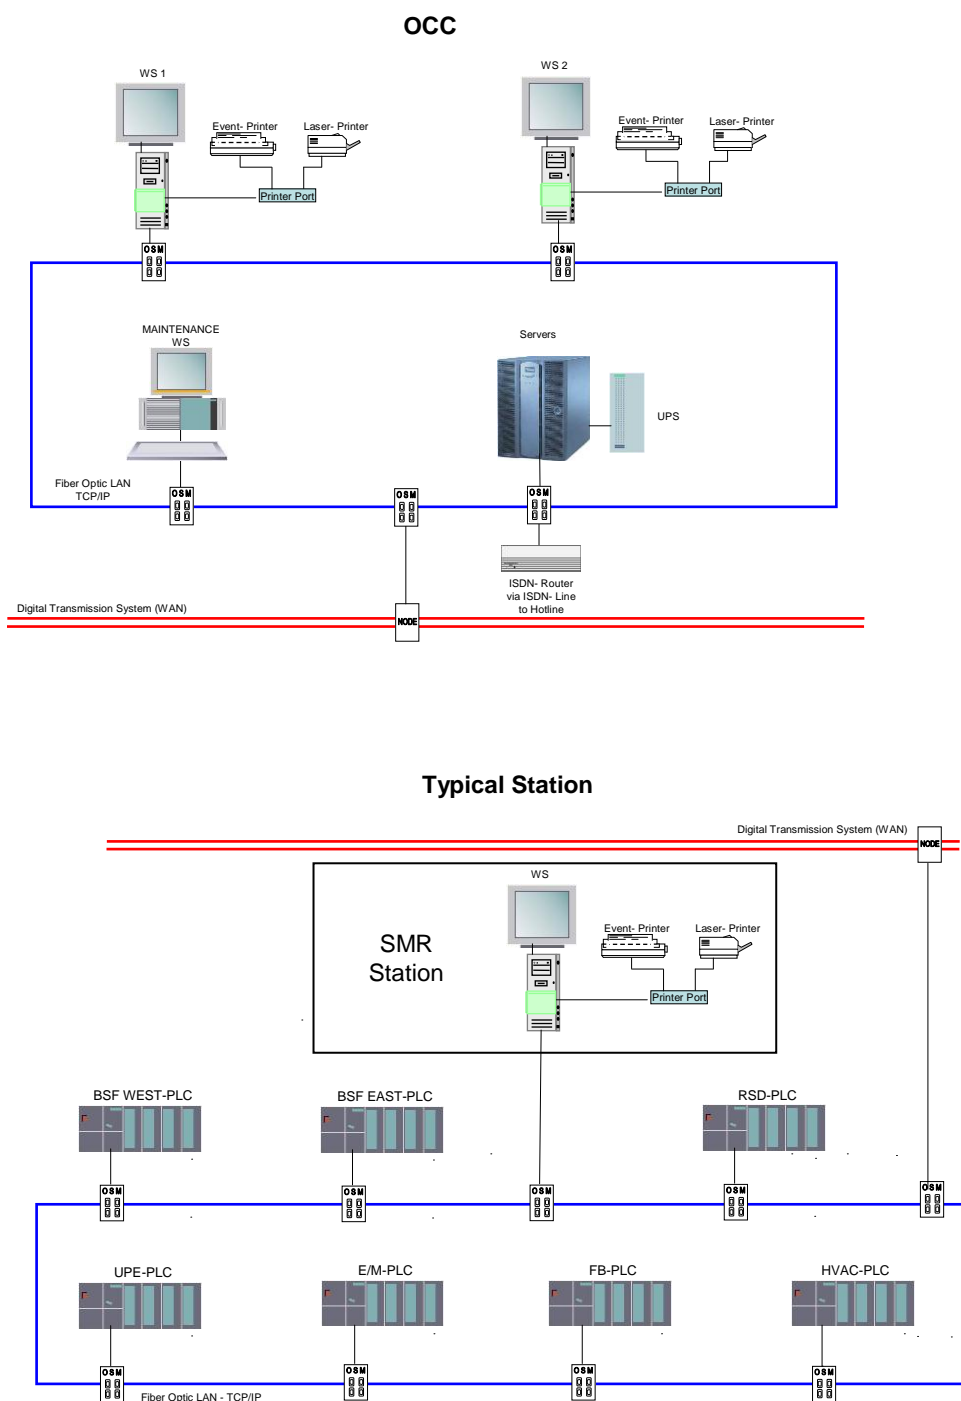 OCC
WS 1
WS 2
Event- Printer
Laser- Printer
Event- Printer
Laser- Printer
Printer Port
Printer Port
OSM
OSM
MAINTENANCE
WS
Servers
UPS
Fiber Optic LAN
TCP/IP
OSM
OSM
OSM
ISDN- Router
via ISDN- Line
to Hotline
Digital Transmission System (WAN)
NODE
Typical Station
Digital Transmission System (WAN)
NODE
WS
SMR
Station
Event- Printer
Laser- Printer
Printer Port
BSF WEST-PLC
BSF EAST-PLC
RSD-PLC
OSM
OSM
OSM
OSM
OSM
UPE-PLC
E/M-PLC
FB-PLC
HVAC-PLC
OSM
OSM
OSM
OSM
Fiber Optic LAN - TCP/IP